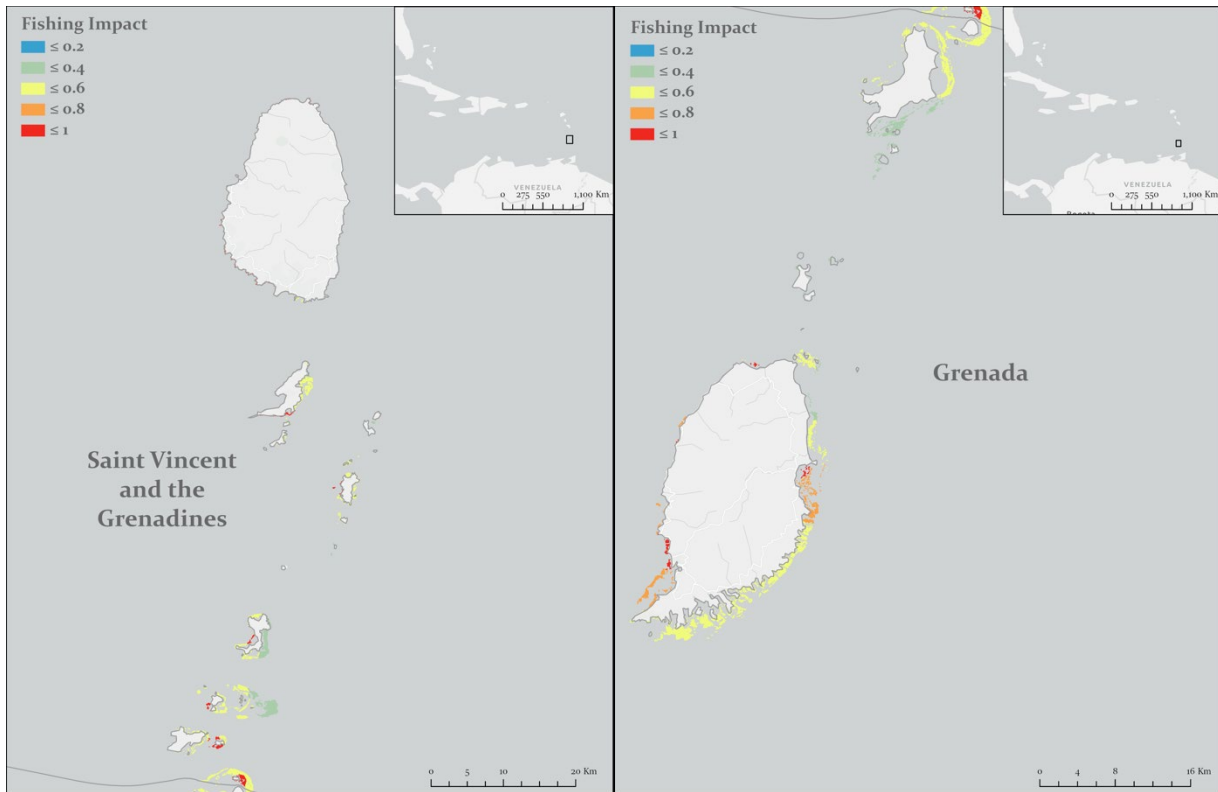 Fishing Impact
≤ 0.2
≤ 0.4
≤ 0.6
≤ 0.8
≤ 1
VENEZUELA
0 275 550 1,100 Km
Saint Vincent
and the
Grenadines
0 5 10 20 Km
Fishing Impact
≤ 0.2
≤ 0.4
≤ 0.6
≤ 0.8
≤ 1
VENEZUELA
0 275 550 1,100 Km
Grenada
0 4 8 16 Km